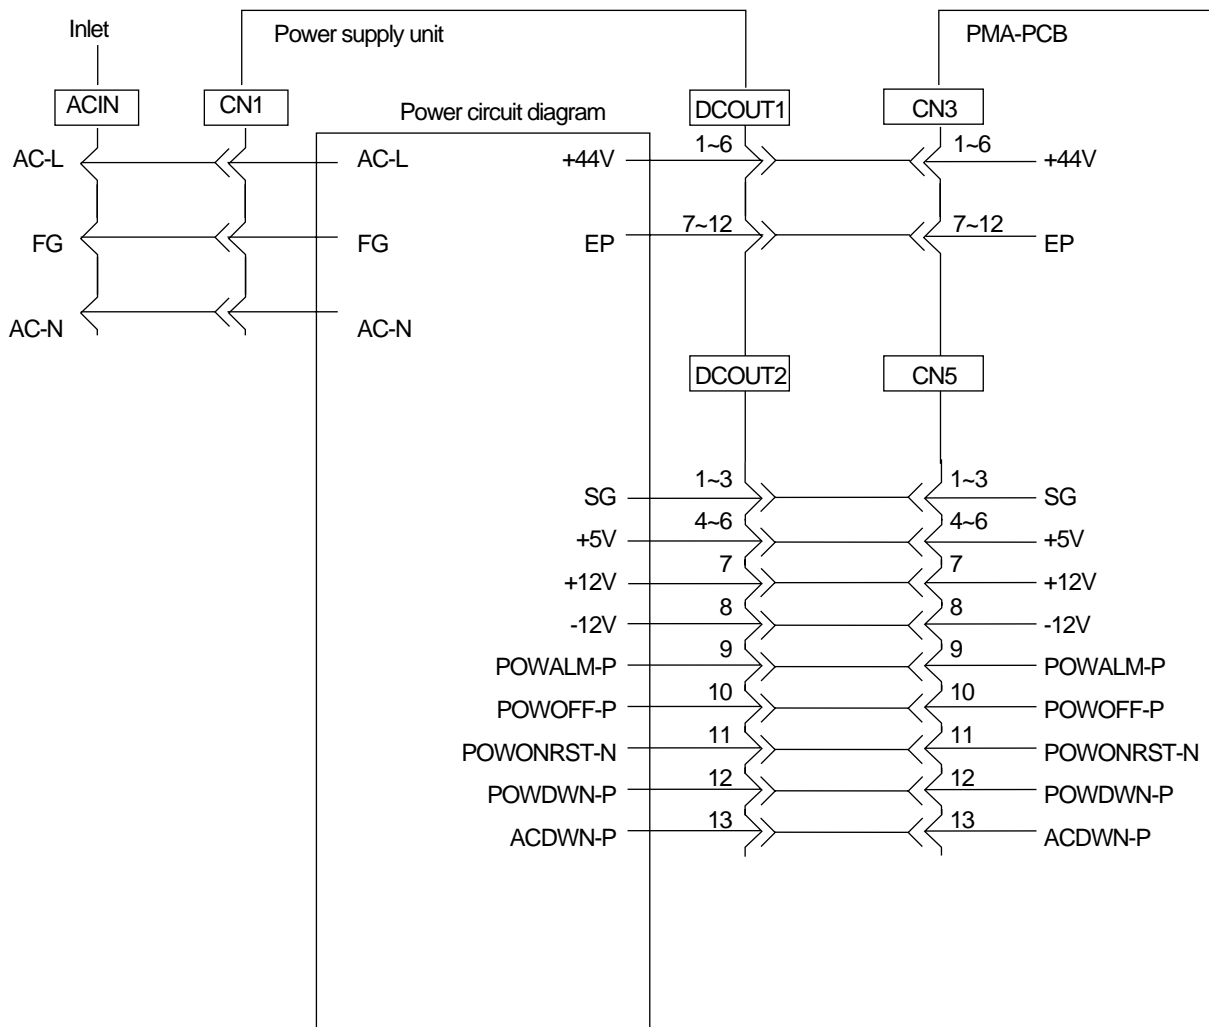 Inlet
Power supply unit
PMA-PCB
ACIN
CN1
Power circuit diagram
DCOUT1
CN3
AC-L
AC-L
+44V
1~6
1~6
+44V
FG
FG
EP
7~12
7~12
EP
AC-N
AC-N
DCOUT2
CN5
SG
1~3
1~3
SG
+5V
4~6
4~6
+5V
+12V
7
7
+12V
-12V
8
8
-12V
POWALM-P
9
9
POWALM-P
POWOFF-P
10
10
POWOFF-P
POWONRST-N
11
11
POWONRST-N
POWDWN-P
12
12
POWDWN-P
ACDWN-P
13
13
ACDWN-P